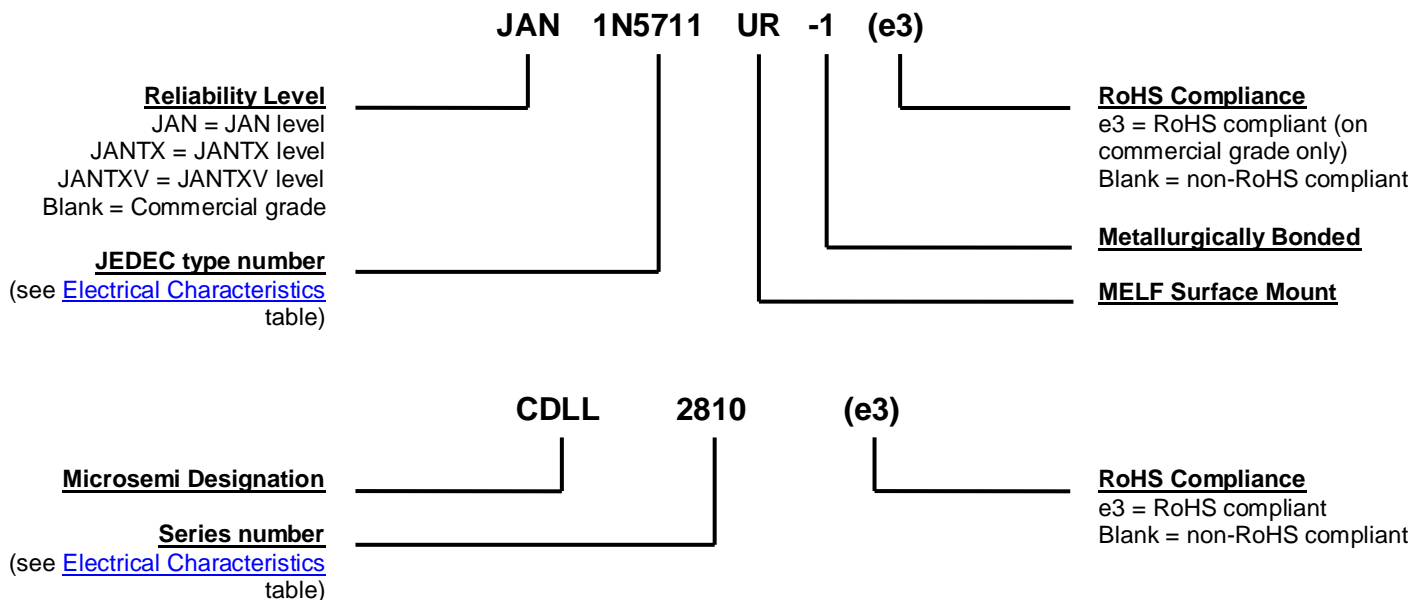 JAN 1N5711 UR -1 (e3)
Reliability Level
JAN = JAN level
JANTX = JANTX level
JANTXV = JANTXV level
Blank = Commercial grade
JEDEC type number
(see Electrical Characteristics
table)
RoHS Compliance
e3 = RoHS compliant (on
commercial grade only)
Blank = non-RoHS compliant
Metallurgically Bonded
MELF Surface Mount
CDLL 2810 (e3)
Microsemi Designation
Series number
(see Electrical Characteristics
table)
RoHS Compliance
e3 = RoHS compliant
Blank = non-RoHS compliant